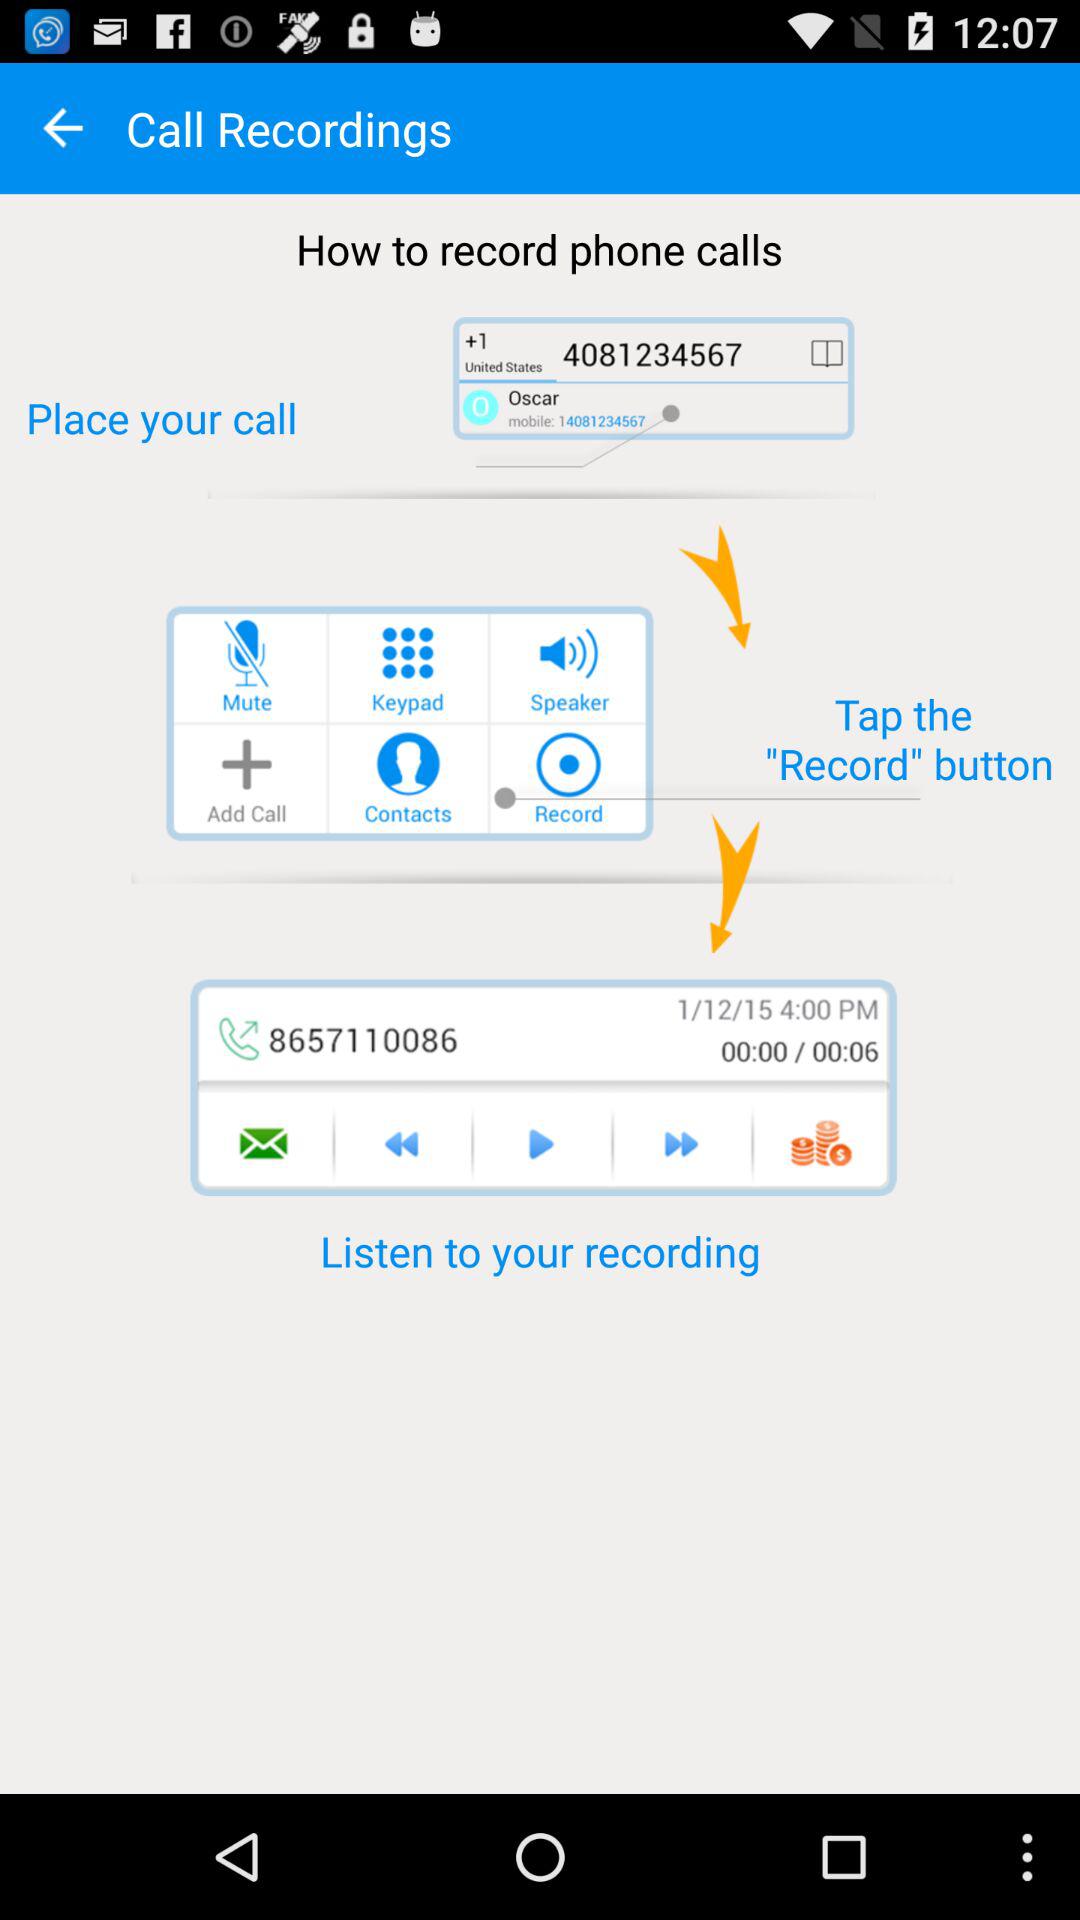 FAKE
12:07
Call Recordings
How to record phone calls
+1
United States
4081234567
O
Oscar
mobile: 14081234567
Place your call
Mute
Keypad
Speaker
Add Call
Contacts
Record
Tap the
"Record" button
8657110086
1/12/15 4:00 PM
00:00 / 00:06
Listen to your recording